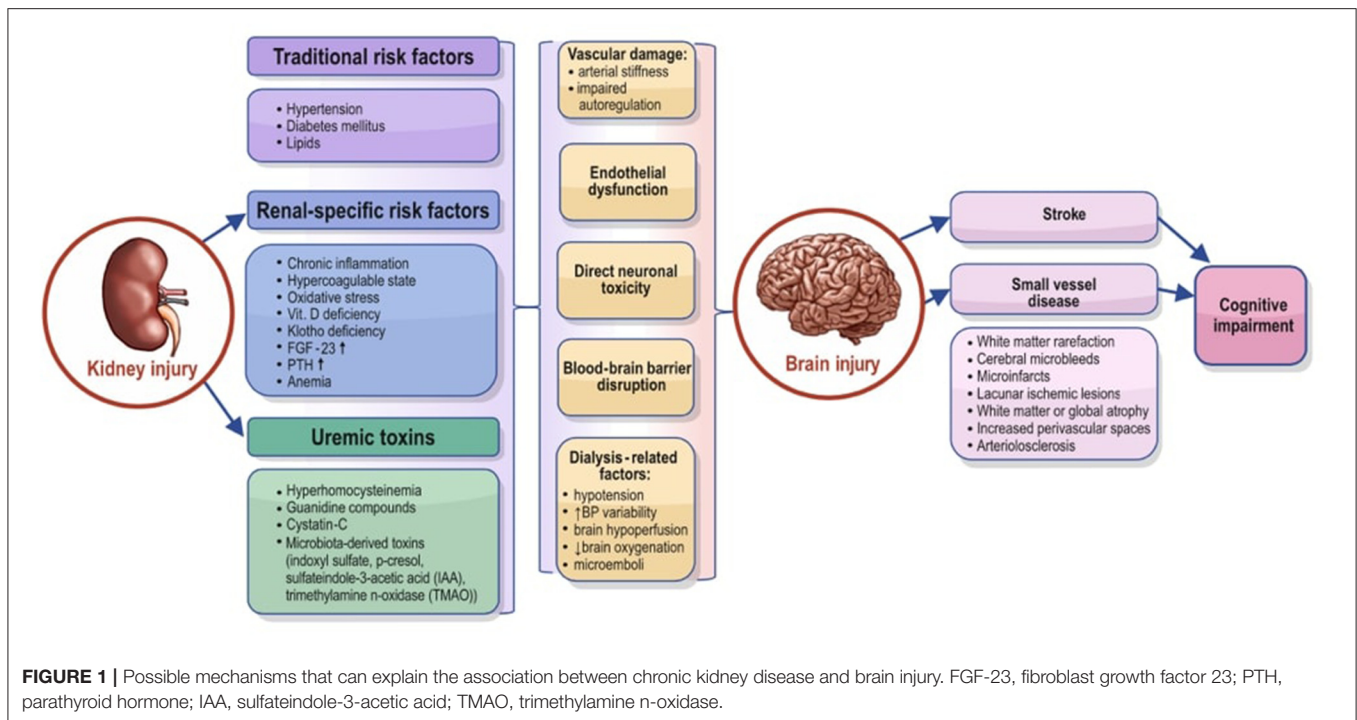 Traditional risk factors
• Hypertension
• Diabetes mellitus
• Lipids
Kidney injury
Renal-specific risk factors
• Chronic inflammation
• Hypercoagulable state
• Oxidative stress
• Vit. D deficiency
• Klotho deficiency
• FGF-23 ↑
• PTH ↑
• Anemia
Uremic toxins
• Hyperhomocysteinemia
• Guanidine compounds
• Cystatin-C
• Microbiota-derived toxins
(indoxyl sulfate, p-cresol,
sulfateindole-3-acetic acid (IAA),
trimethylamine n-oxidase (TMAO))
Vascular damage:
• arterial stiffness
• impaired
autoregulation
Endothelial
dysfunction
Direct neuronal
toxicity
Blood-brain barrier
disruption
Dialysis-related
factors:
• hypotension
• ↑BP variability
• brain hypoperfusion
• ↓brain oxygenation
• microemboli
Brain injury
Stroke
Small vessel
disease
• White matter rarefaction
• Cerebral microbleeds
• Microinfarcts
• Lacunar ischemic lesions
• White matter or global atrophy
• Increased perivascular spaces
• Arteriolosclerosis
Cognitive
impairment
FIGURE 1 | Possible mechanisms that can explain the association between chronic kidney disease and brain injury. FGF-23, fibroblast growth factor 23; PTH,
parathyroid hormone; IAA, sulfateindole-3-acetic acid; TMAO, trimethylamine n-oxidase.